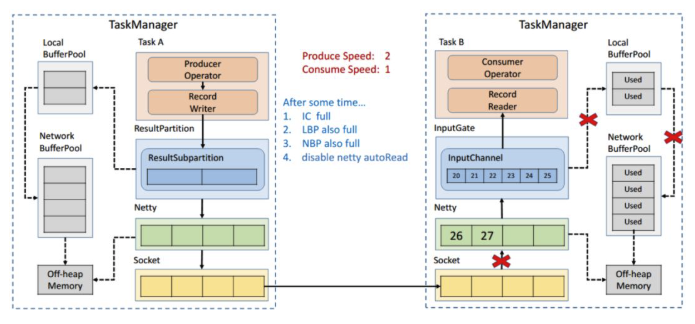 TaskManager
Local
BufferPool
Task A
Producer
Operator
Record
Writer
ResultPartition
Network
BufferPool
ResultSubpartition
Netty
Socket
Off-heap
Memory
Produce Speed: 2
Consume Speed: 1
After some time...
1. IC full
2. LBP also full
3. NBP also full
4. disable netty autoRead
TaskManager
Task B
Local
BufferPool
Consumer
Operator
Record
Reader
Used
Used
InputGate
Network
BufferPool
InputChannel
20 21 22 23 24 25
Used
Used
Used
Used
Netty
26 27
Socket
Off-heap
Memory